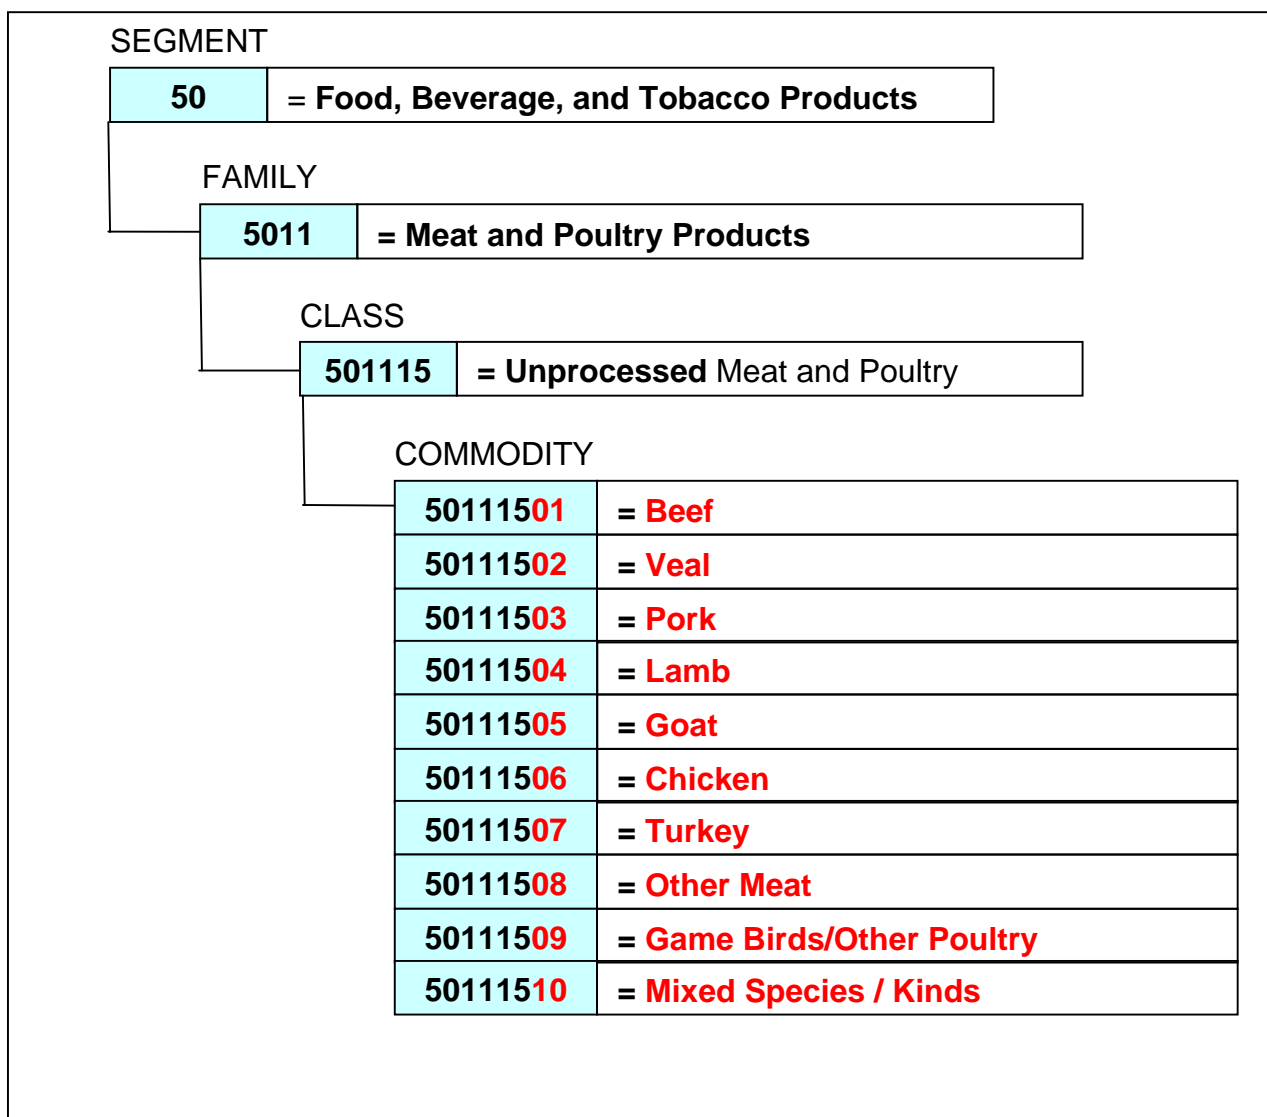 SEGMENT
50 = Food, Beverage, and Tobacco Products
FAMILY
5011 = Meat and Poultry Products
CLASS
501115 = Unprocessed Meat and Poultry
COMMODITY
50111501 = Beef
50111502 = Veal
50111503 = Pork
50111504 = Lamb
50111505 = Goat
50111506 = Chicken
50111507 = Turkey
50111508 = Other Meat
50111509 = Game Birds/Other Poultry
50111510 = Mixed Species / Kinds